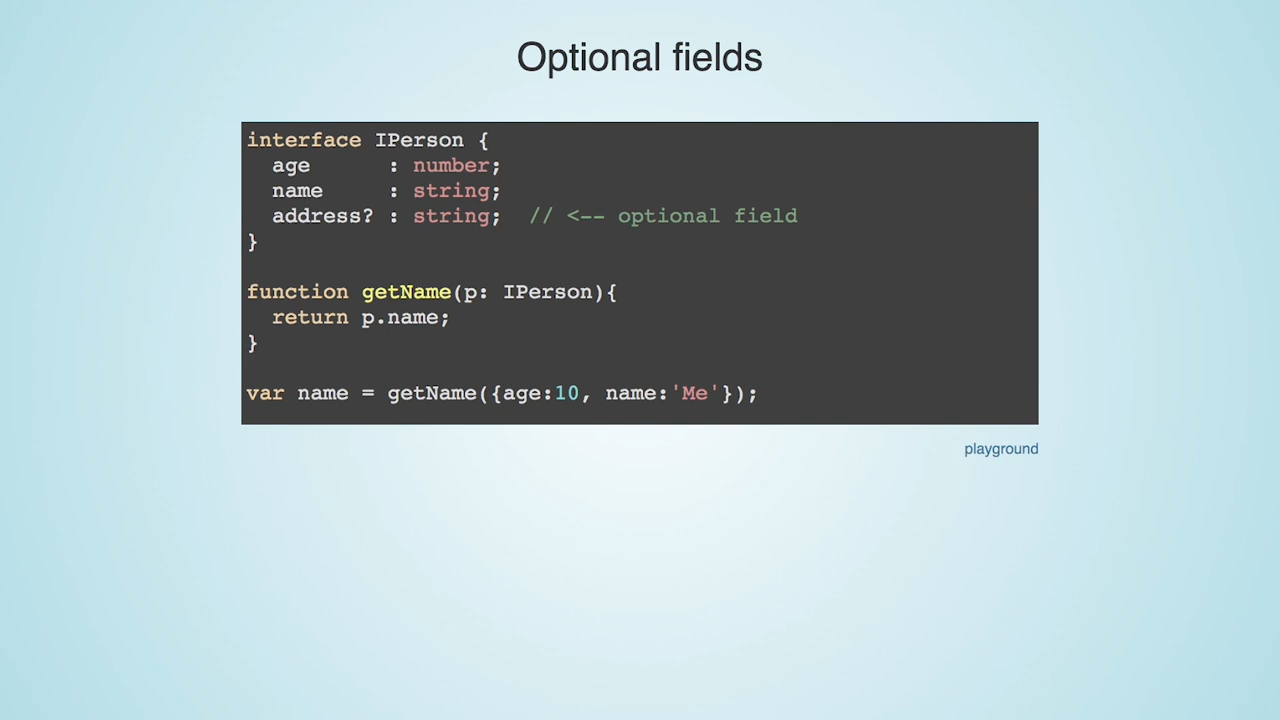 Optional fields
interface IPerson {
  age      : number;
  name     : string;
  address? : string;  // <-- optional field
}
function getName(p: IPerson){
  return p.name;
}
var name = getName({age:10, name:'Me'});
playground